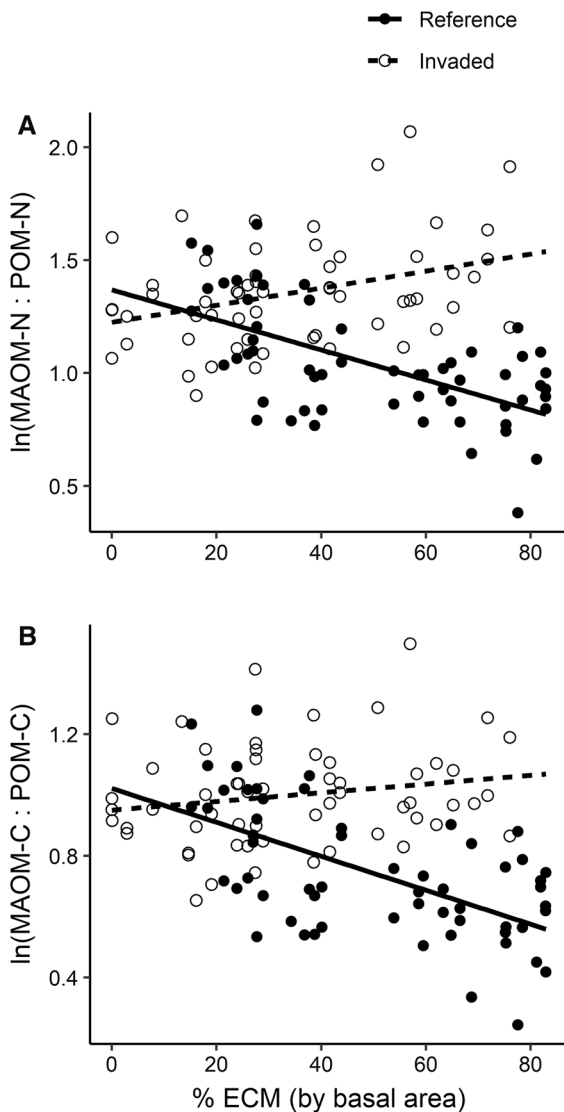 Reference
Invaded
A
ln(MAOM-N : POM-N)
2.0
1.5
1.0
0.5
0 20 40 60 80
B
ln(MAOM-C : POM-C)
1.2
0.8
0.4
0 20 40 60 80
% ECM (by basal area)